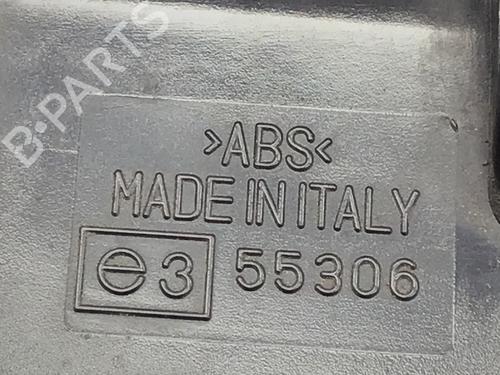 B-PARTS
>ABS<
MADE IN ITALY
e3 55306